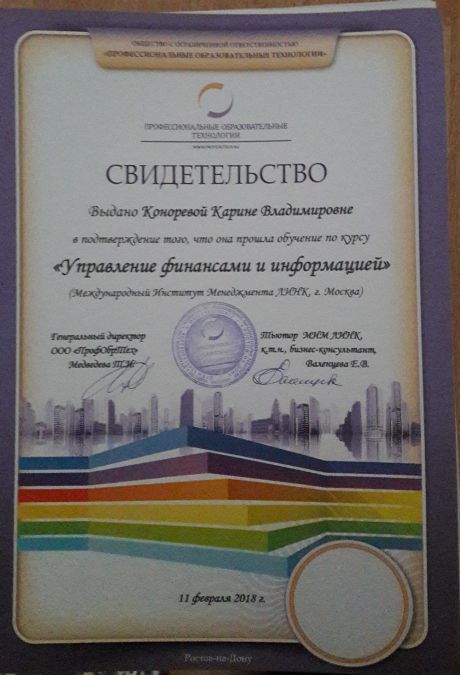 ОБЩЕСТВО С ОГРАНИЧЕННОЙ ОТВЕТСТВЕННОСТЬЮ
«ПРОФЕССИОНАЛЬНЫЕ ОБРАЗОВАТЕЛЬНЫЕ ТЕХНОЛОГИИ»
ПРОФЕССИОНАЛЬНЫЕ ОБРАЗОВАТЕЛЬНЫЕ
ТЕХНОЛОГИИ
СВИДЕТЕЛЬСТВО
Выдано Коноревой Карине Владимировне
в подтверждение того, что она прошла обучение по курсу
«Управление финансами и информацией»
(Международный Институт Менеджмента ЛИНК, г. Москва)
Генеральный директор
ООО «ПрофОбрТех»
Медведева Т.Н.
Тьютор МИМ ЛИНК,
к.т.н., бизнес-консультант,
Валенцева Е.В.
11 февраля 2018 г.
Ростов-на-Дону